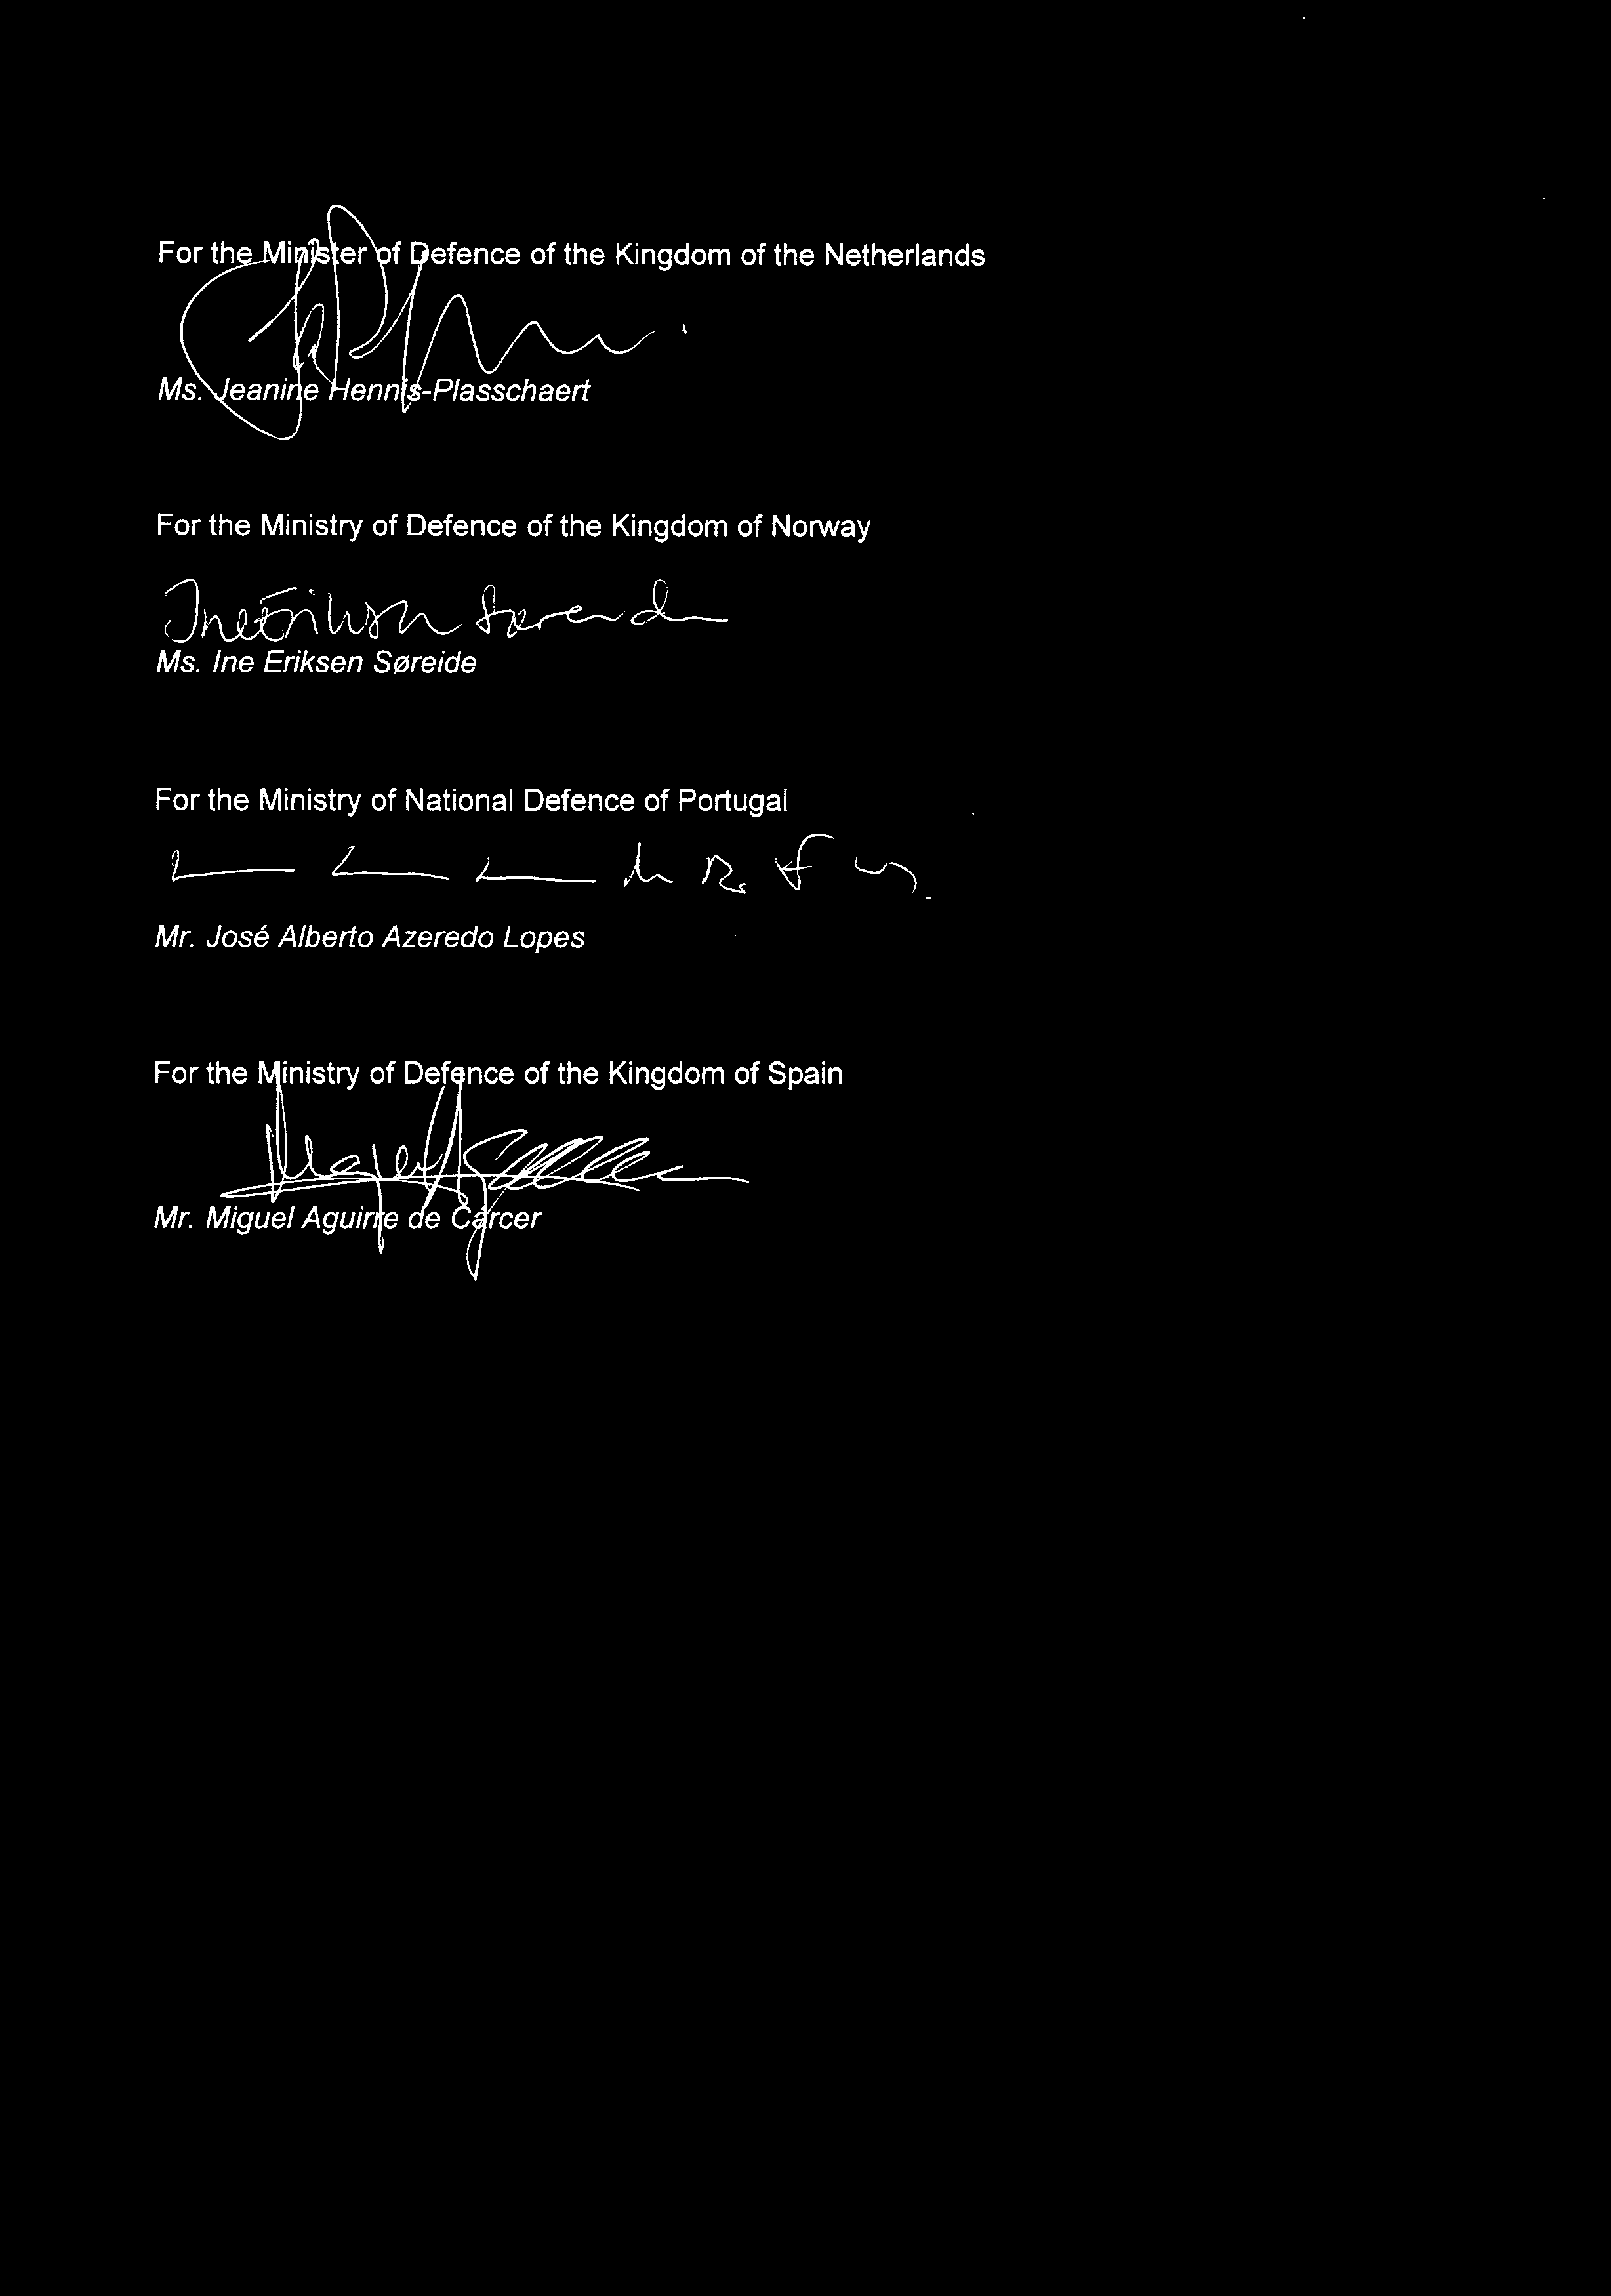 For the Minister of Defence of the Kingdom of the Netherlands
Ms. Jeanine Hennis-Plasschaert
For the Ministry of Defence of the Kingdom of Norway
Ine Eriksen Søreide
Ms. Ine Eriksen Søreide
For the Ministry of National Defence of Portugal
Mr. José Alberto Azeredo Lopes
For the Ministry of Defence of the Kingdom of Spain
Mr. Miguel Aguirre de Cárcer